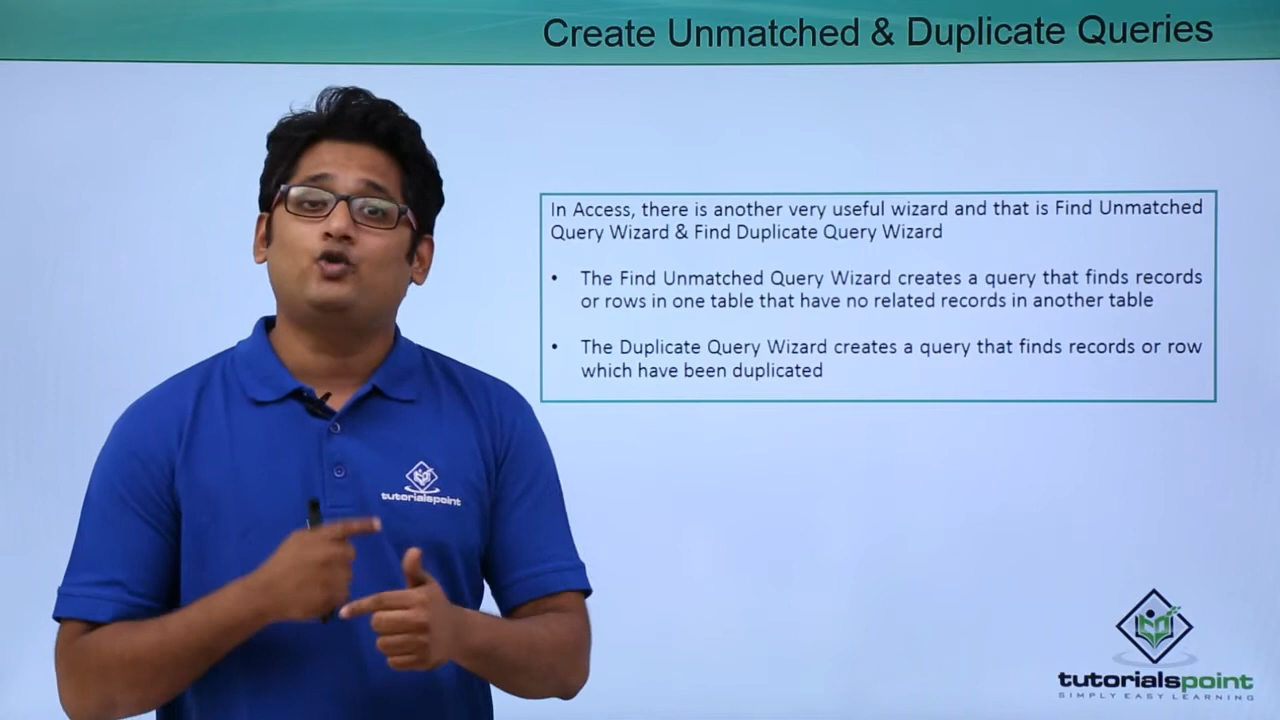 Create Unmatched & Duplicate Queries
In Access, there is another very useful wizard and that is Find Unmatched
Query Wizard & Find Duplicate Query Wizard
• The Find Unmatched Query Wizard creates a query that finds records
or rows in one table that have no related records in another table
• The Duplicate Query Wizard creates a query that finds records or row
which have been duplicated
tutorialspoint
tutorialspoint
SIMPLY EASY LEARNING